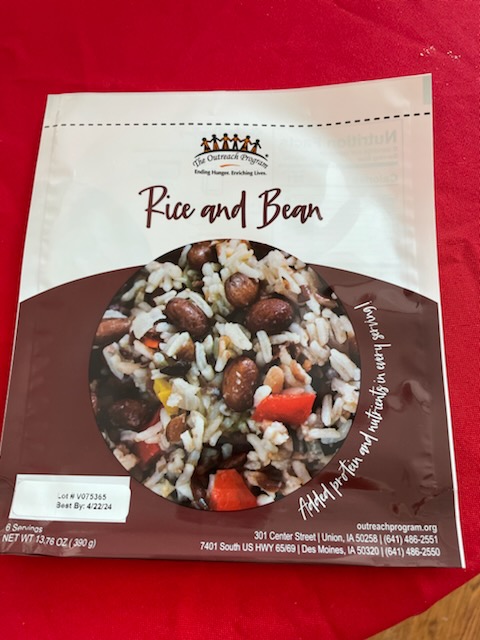 The Outreach Program
Ending Hunger. Enriching Lives.
Rice and Bean
Added protein and nutrients in every serving!
Lot # V075365
Best By: 4/22/24
6 Servings
NET WT 13.76 OZ ( 390 g)
outreachprogram.org
301 Center Street | Union, IA 50258 | (641) 486-2551
7401 South US HWY 65/69 | Des Moines, IA 50320 | (641) 486-2550